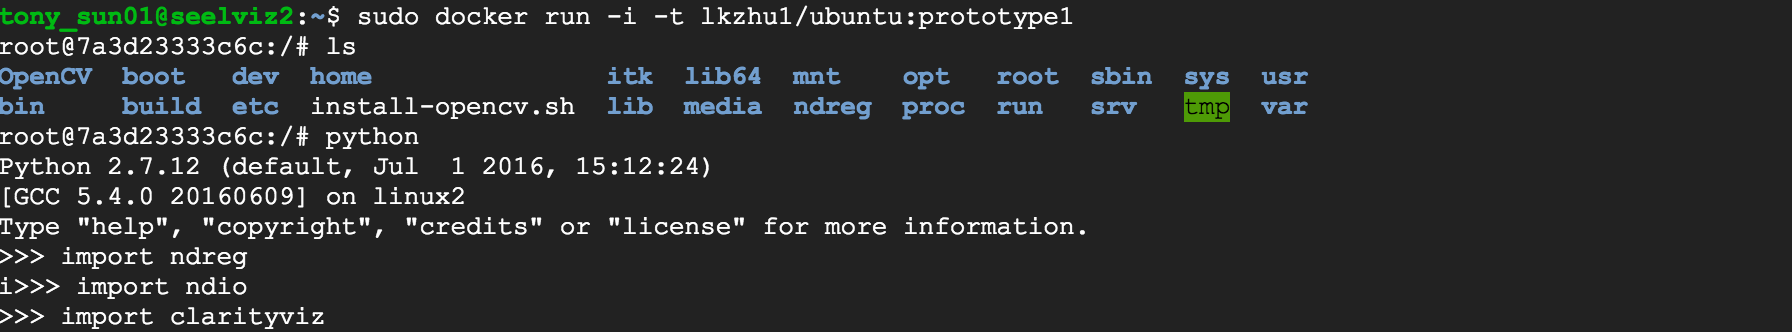 tony_sun01@seelviz2:~$ sudo docker run -i -t lkzhu1/ubuntu:prototype1
root@7a3d23333c6c:/# ls
OpenCV boot dev home itk lib64 mnt opt root sbin sys usr
bin build etc install-opencv.sh lib media ndreg proc run srv tmp var
root@7a3d23333c6c:/# python
Python 2.7.12 (default, Jul  1 2016, 15:12:24)
[GCC 5.4.0 20160609] on linux2
Type "help", "copyright", "credits" or "license" for more information.
>>> import ndreg
i>>> import ndio
>>> import clarityviz